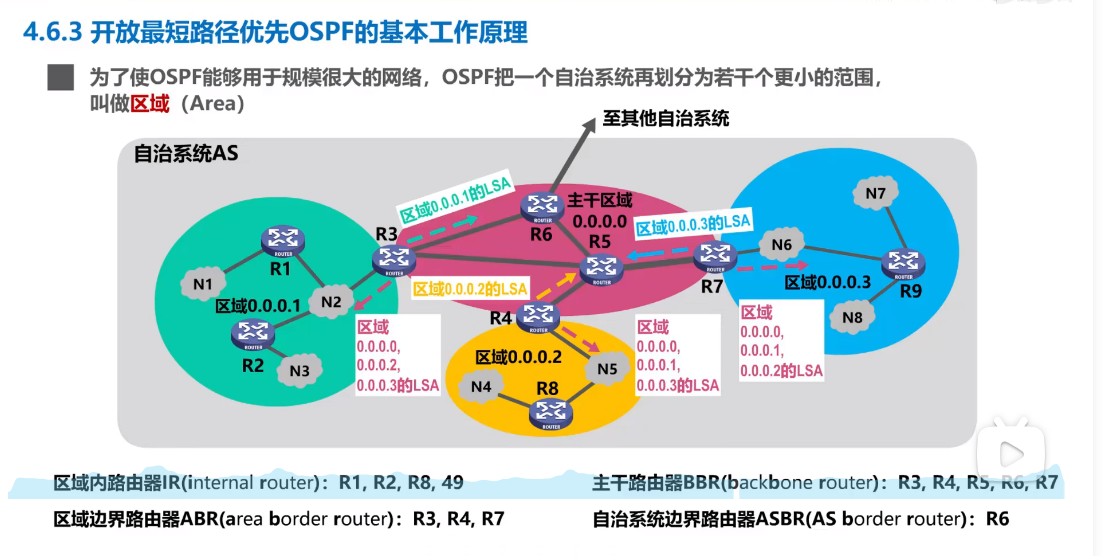 4.6.3 开放最短路径优先OSPF的基本工作原理
为了使OSPF能够用于规模很大的网络，OSPF把一个自治系统再划分为若干个更小的范围，
叫做区域（Area）
至其他自治系统
自治系统AS
区域0.0.0.1的LSA
主干区域
0.0.0.0
R6
ROUTER
区域0.0.0.3的LSA
R3
ROUTER
R5
ROUTER
R7
ROUTER
R1
ROUTER
N1
N2
区域0.0.0.1
R2
ROUTER
N3
区域0.0.0.2的LSA
R4
ROUTER
区域
0.0.0.0,
0.0.0.2,
0.0.0.3的LSA
区域0.0.0.2
N4
N5
R8
ROUTER
区域
0.0.0.0,
0.0.0.1,
0.0.0.3的LSA
区域
0.0.0.0,
0.0.0.1,
0.0.0.2的LSA
N6
N7
区域0.0.0.3
R9
ROUTER
N8
区域内路由器IR(internal router)：R1, R2, R8, 49
主干路由器BBR(backbone router)：R3, R4, R5, R6, R7
区域边界路由器ABR(area border router)：R3, R4, R7
自治系统边界路由器ASBR(AS border router)：R6